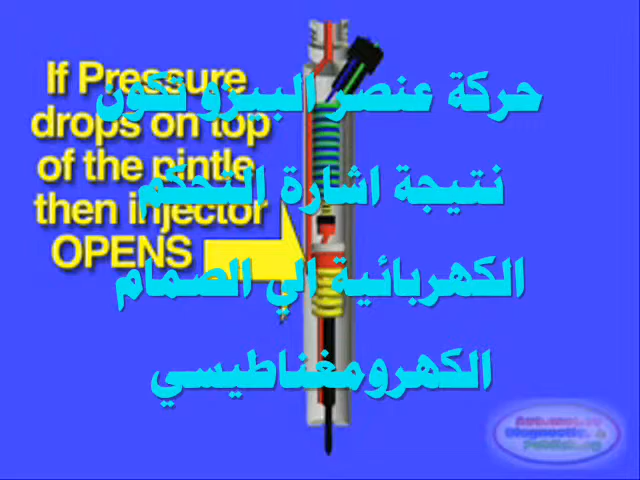 If Pressure
drops on top
of the pintle
then injector
OPENS
حركة عنصر البيزو تكون
نتيجة اشارة التحكم
الكهربائية الي الصمام
الكهرومغناطيسي